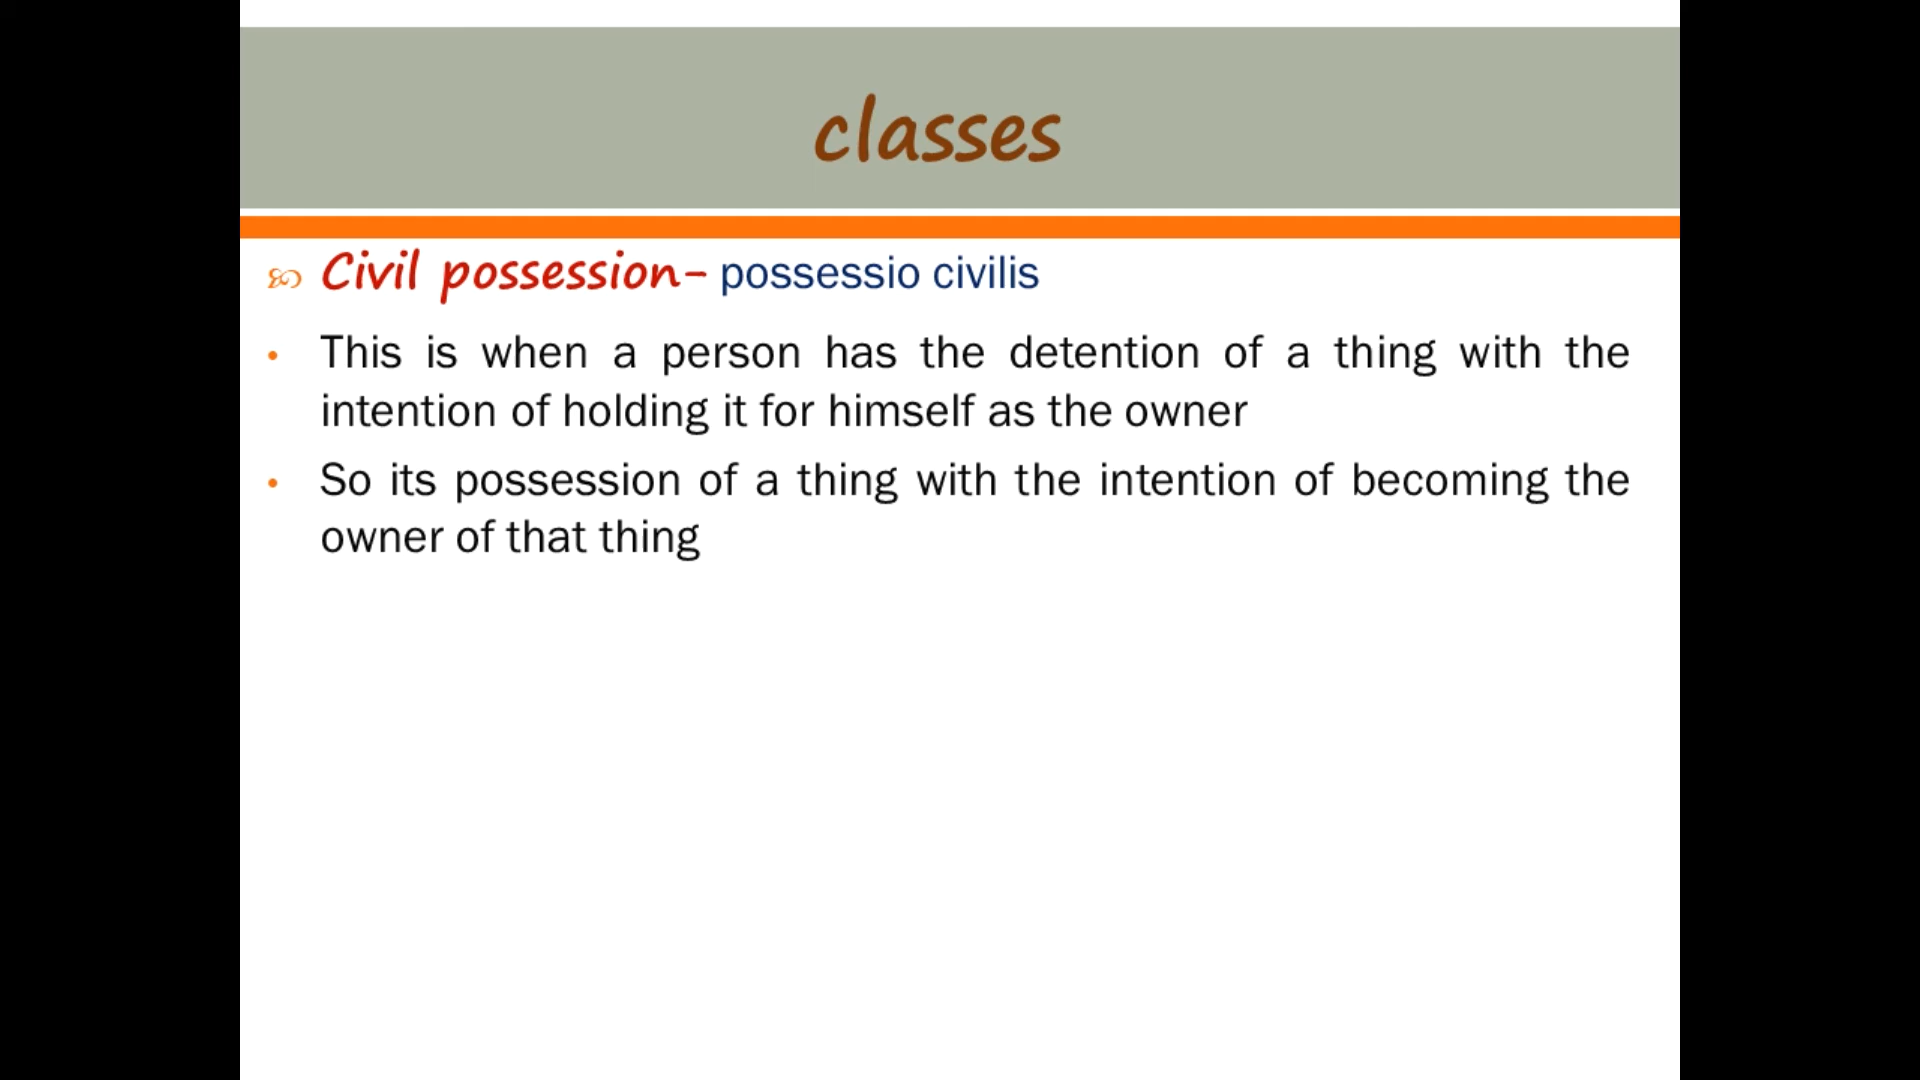 classes
Civil possession- possessio civilis
• This is when a person has the detention of a thing with the
intention of holding it for himself as the owner
• So its possession of a thing with the intention of becoming the
owner of that thing